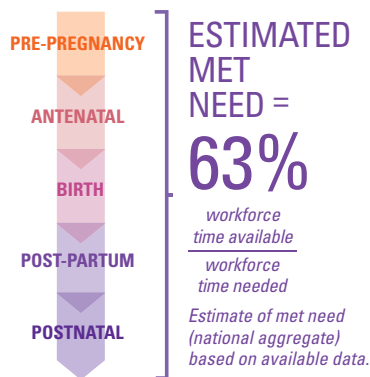 PRE-PREGNANCY
ANTENATAL
BIRTH
POST-PARTUM
POSTNATAL
ESTIMATED
MET
NEED =
63%
workforce
time available
workforce
time needed
Estimate of met need
(national aggregate)
based on available data.